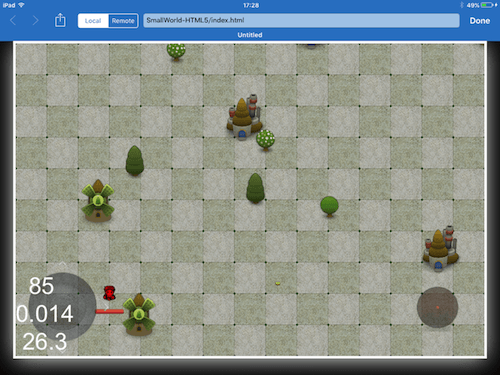 iPad 17:28 49%
Local Remote SmallWorld-HTML5/index.html Done
Untitled
85
0.014
26.3